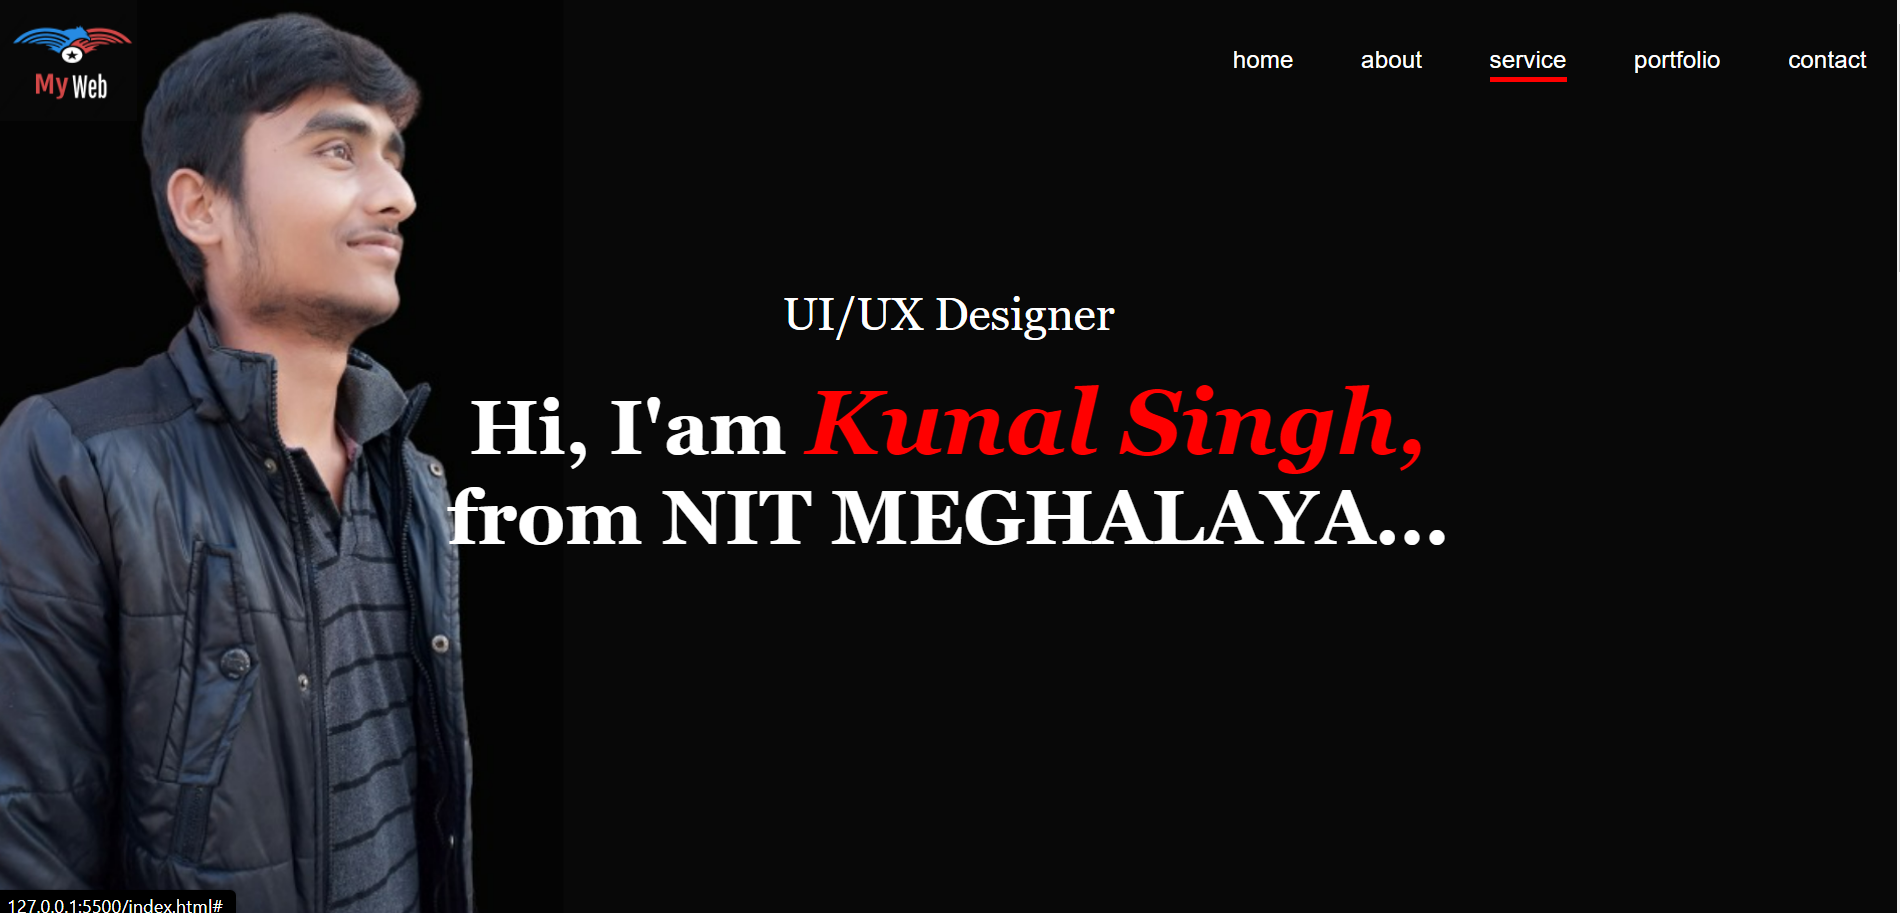 My Web
home about service portfolio contact
UI/UX Designer
Hi, I'am Kunal Singh,
from NIT MEGHALAYA...
127.0.0.1:5500/index.html#